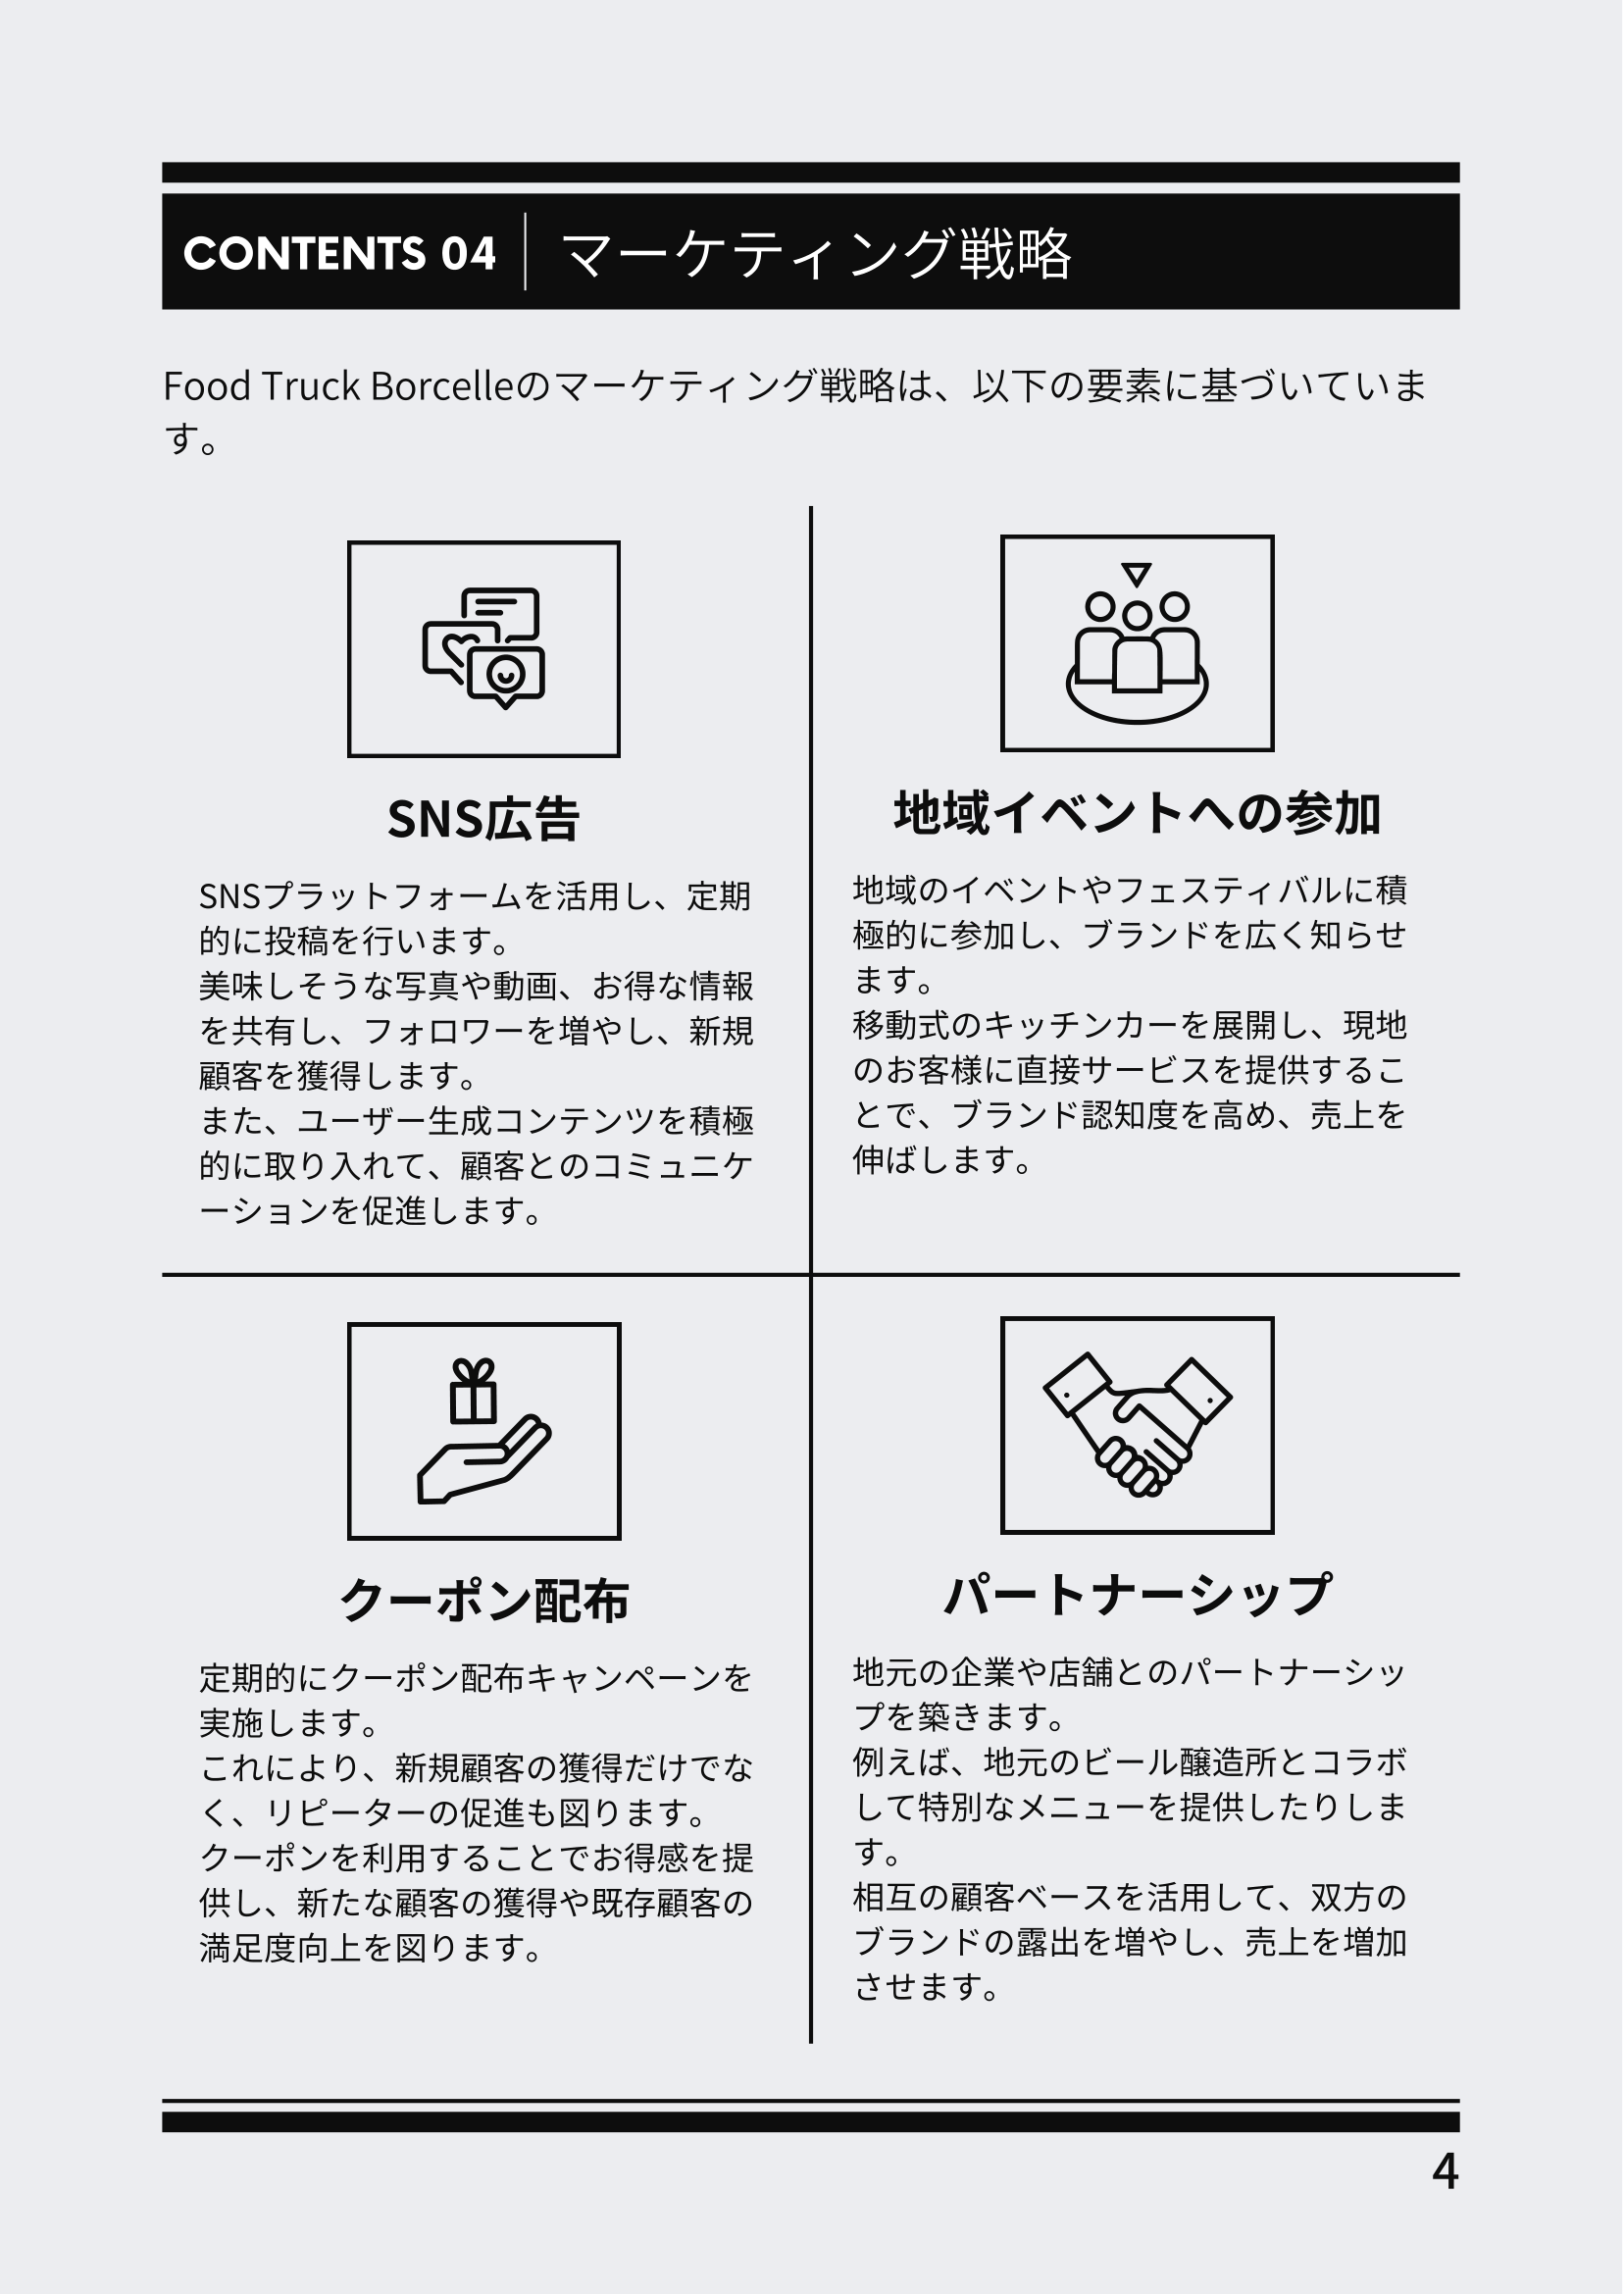 CONTENTS 04
マーケティング戦略
Food Truck Borcelleのマーケティング戦略は、以下の要素に基づいていま
す。
SNS広告
SNSプラットフォームを活用し、定期
的に投稿を行います。
美味しそうな写真や動画、お得な情報
を共有し、フォロワーを増やし、新規
顧客を獲得します。
また、ユーザー生成コンテンツを積極
的に取り入れて、顧客とのコミュニケ
ーションを促進します。
地域イベントへの参加
地域のイベントやフェスティバルに積
極的に参加し、ブランドを広く知らせ
ます。
移動式のキッチンカーを展開し、現地
のお客様に直接サービスを提供するこ
とで、ブランド認知度を高め、売上を
伸ばします。
クーポン配布
定期的にクーポン配布キャンペーンを
実施します。
これにより、新規顧客の獲得だけでな
く、リピーターの促進も図ります。
クーポンを利用することでお得感を提
供し、新たな顧客の獲得や既存顧客の
満足度向上を図ります。
パートナーシップ
地元の企業や店舗とのパートナーシッ
プを築きます。
例えば、地元のビール醸造所とコラボ
して特別なメニューを提供したりしま
す。
相互の顧客ベースを活用して、双方の
ブランドの露出を増やし、売上を増加
させます。
4